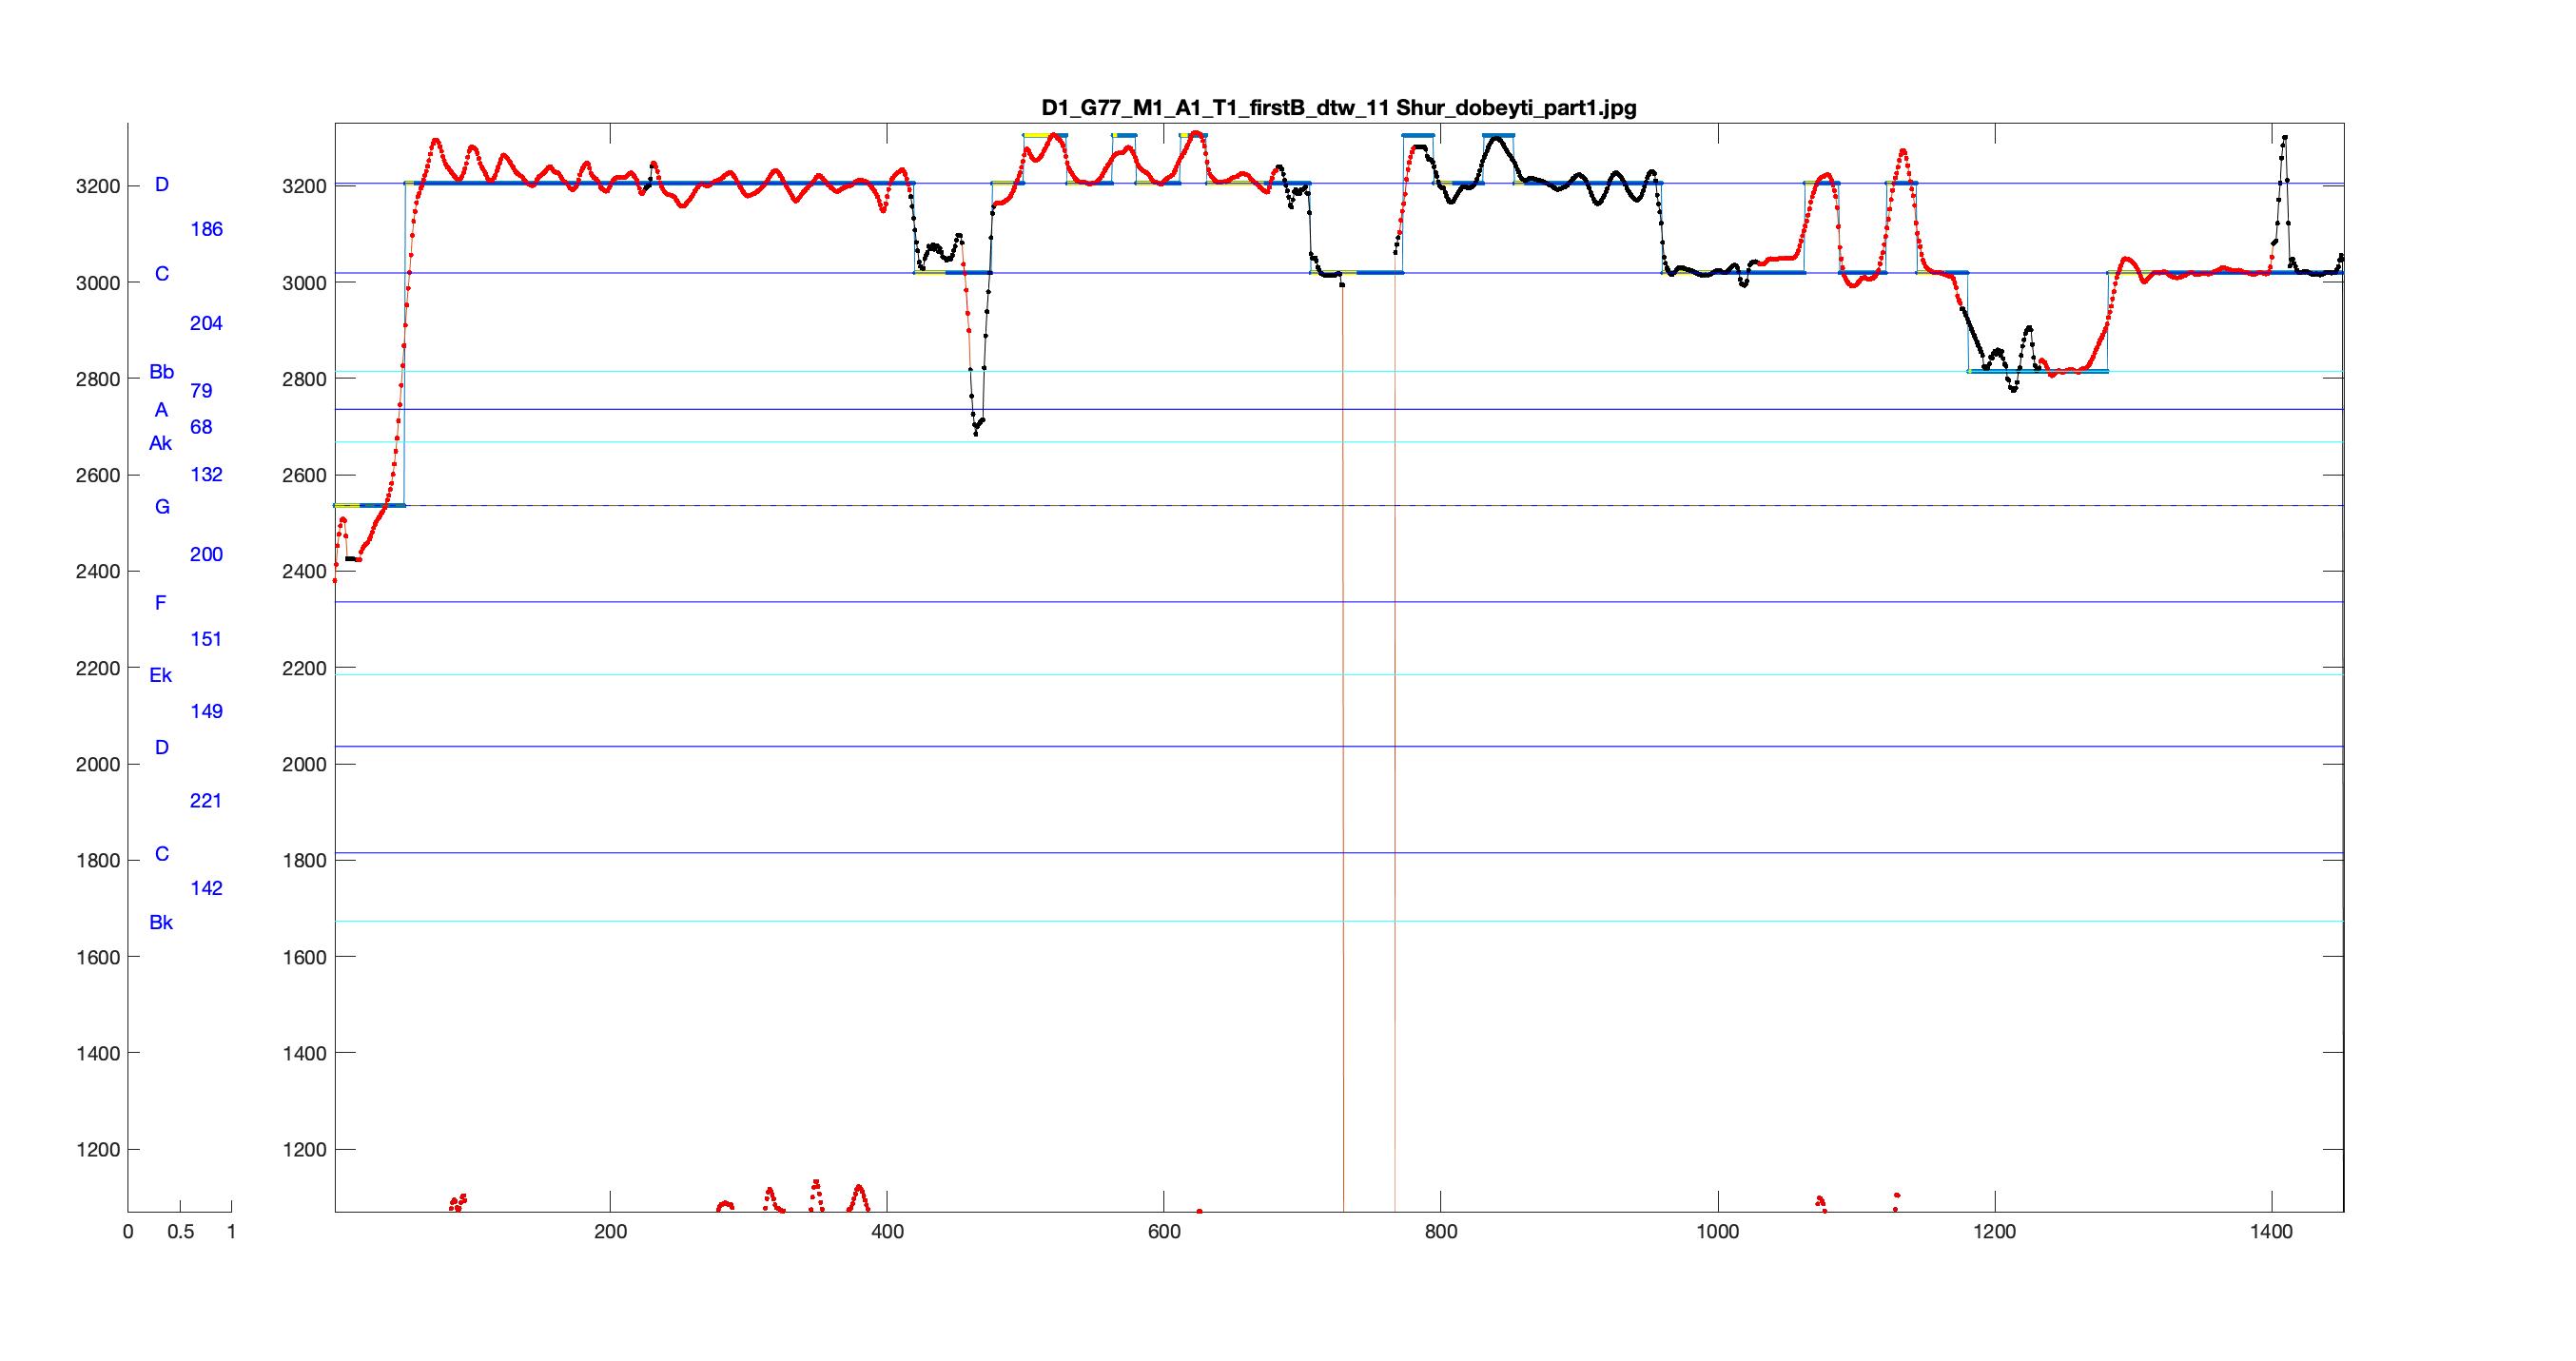 D1_G77_M1_A1_T1_firstB_dtw_11 Shur_dobeyti_part1.jpg
3200 D 3200
186
C
3000 3000
204
2800 Bb 2800
79
A
68
Ak
2600 132 2600
G
200
2400 2400
F
151
2200 Ek 2200
149
D
2000 2000
221
1800 C 1800
142
Bk
1600 1600
1400 1400
1200 1200
0 0.5 1 200 400 600 800 1000 1200 1400